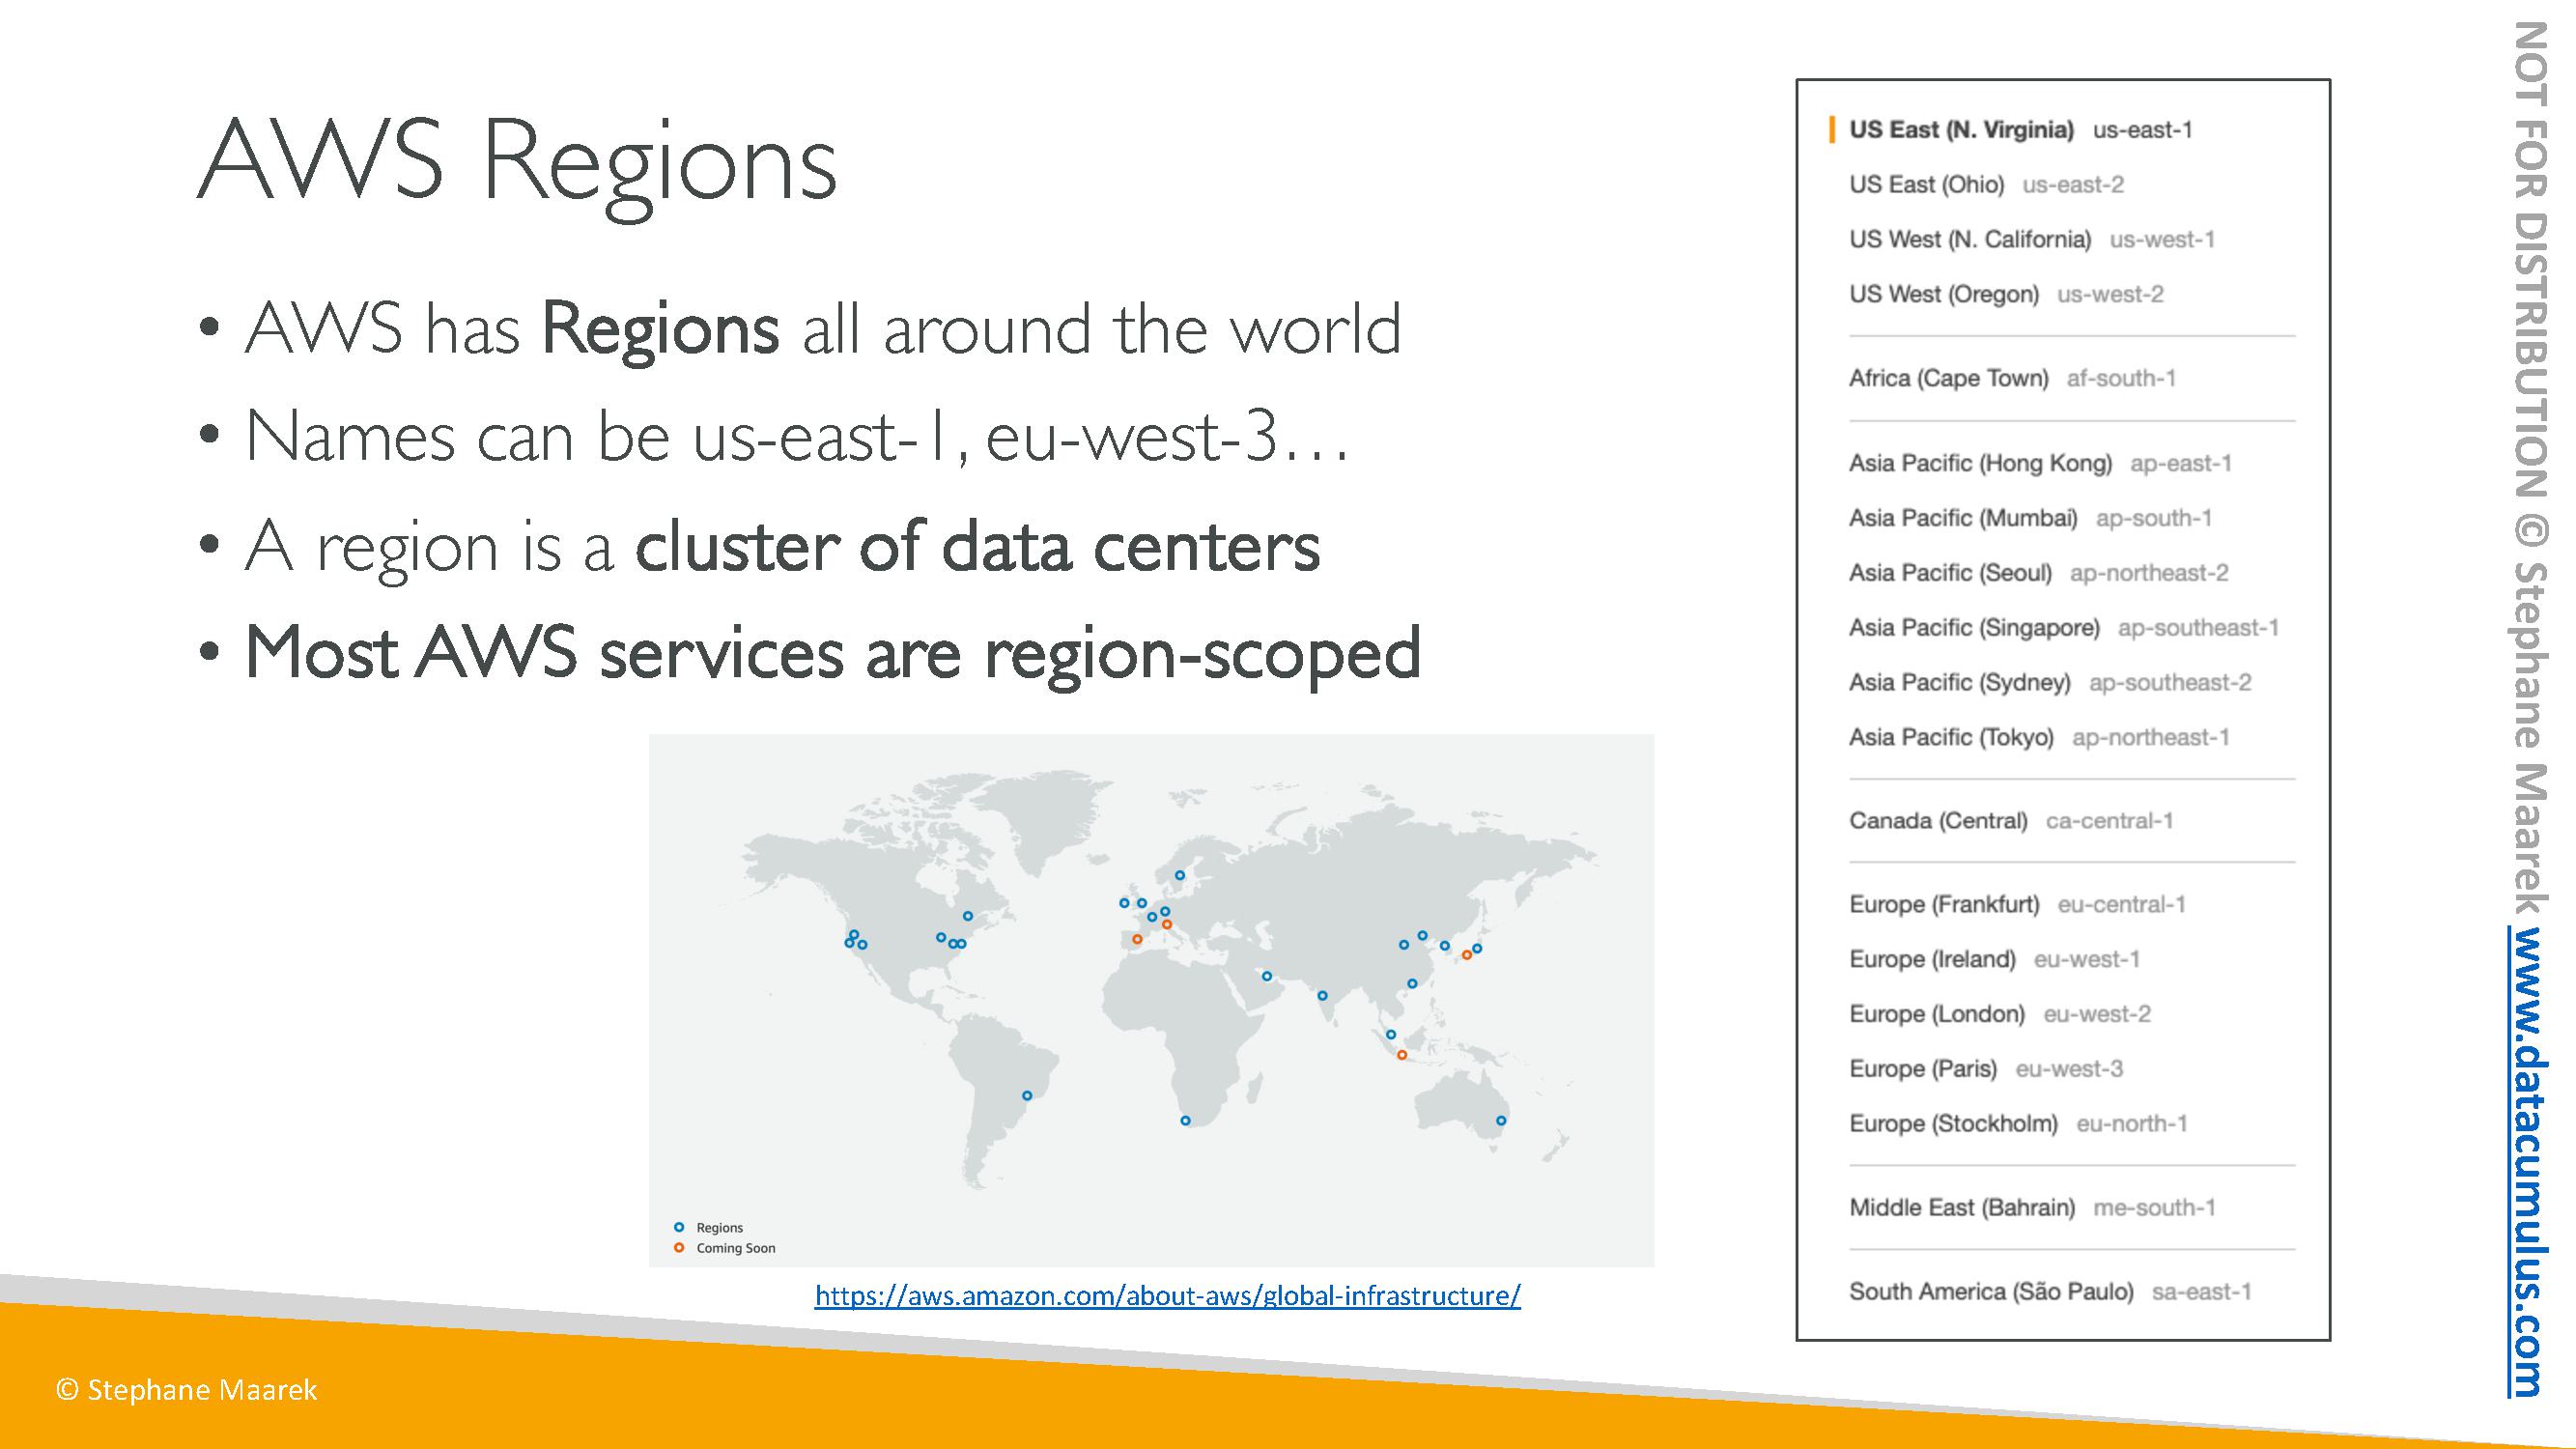 AWS Regions
• AWS has Regions all around the world
• Names can be us-east-1, eu-west-3…
• A region is a cluster of data centers
• Most AWS services are region-scoped
Regions
Coming Soon
https://aws.amazon.com/about-aws/global-infrastructure/
US East (N. Virginia) us-east-1
US East (Ohio) us-east-2
US West (N. California) us-west-1
US West (Oregon) us-west-2
Africa (Cape Town) af-south-1
Asia Pacific (Hong Kong) ap-east-1
Asia Pacific (Mumbai) ap-south-1
Asia Pacific (Seoul) ap-northeast-2
Asia Pacific (Singapore) ap-southeast-1
Asia Pacific (Sydney) ap-southeast-2
Asia Pacific (Tokyo) ap-northeast-1
Canada (Central) ca-central-1
Europe (Frankfurt) eu-central-1
Europe (Ireland) eu-west-1
Europe (London) eu-west-2
Europe (Paris) eu-west-3
Europe (Stockholm) eu-north-1
Middle East (Bahrain) me-south-1
South America (São Paulo) sa-east-1
© Stephane Maarek
NOT FOR DISTRIBUTION © Stephane Maarek www.datacumulus.com